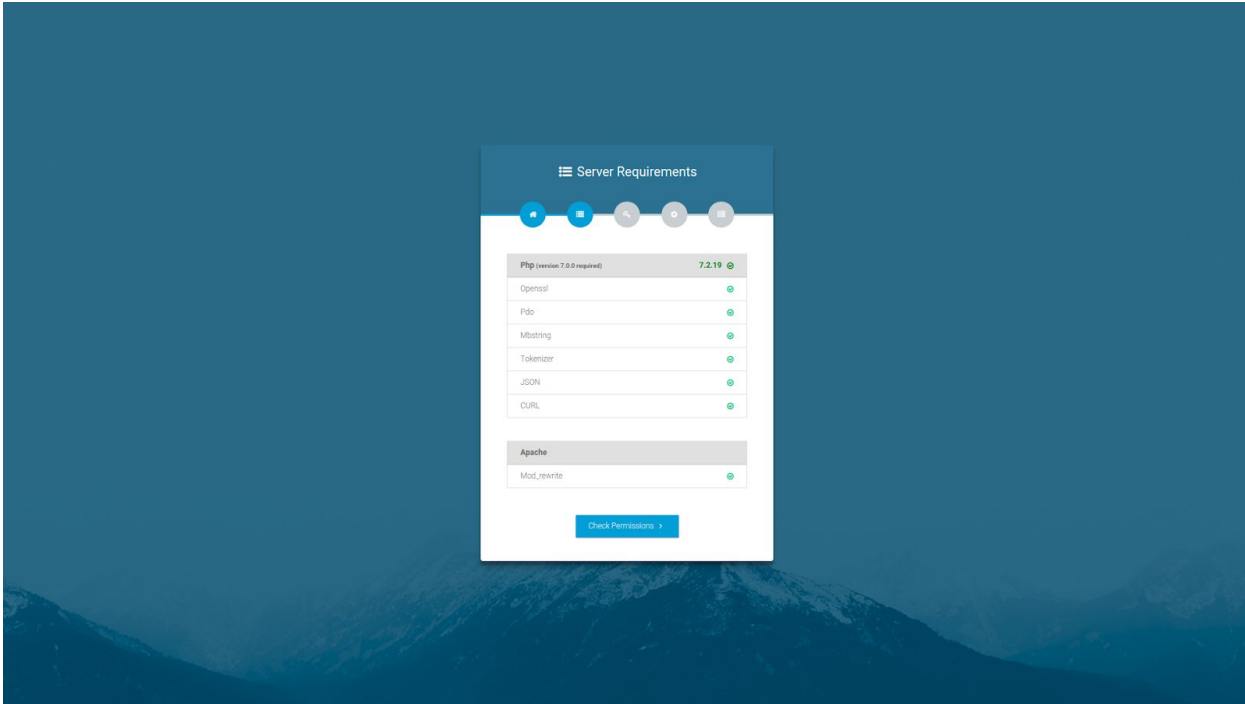 Server Requirements
Php (version 7.0.0 required) 7.2.19
Openssl
Pdo
Mbstring
Tokenizer
JSON
CURL
Apache
Mod_rewrite
Check Permissions